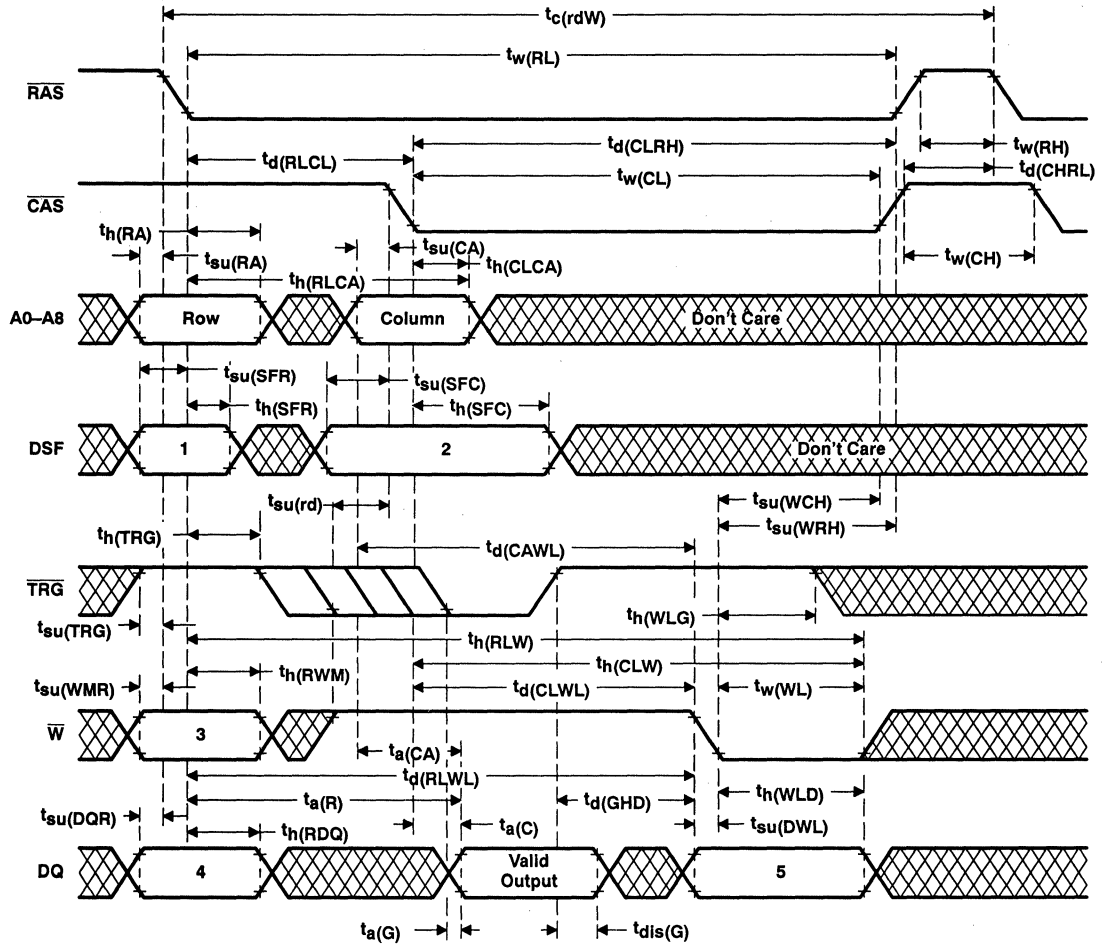 tc(rdW)
tw(RL)
RAS
td(CLRH)
tw(RH)
td(RLCL)
td(CHRL)
tw(CL)
CAS
th(RA)
tsu(CA)
tsu(RA)
th(CLCA)
tw(CH)
th(RLCA)
A0–A8
Row
Column
Don't Care
tsu(SFR)
tsu(SFC)
th(SFR)
th(SFC)
DSF
1
2
Don't Care
tsu(rd)
tsu(WCH)
tsu(WRH)
th(TRG)
td(CAWL)
TRG
th(WLG)
tsu(TRG)
th(RLW)
th(RWM)
th(CLW)
tsu(WMR)
td(CLWL)
tw(WL)
W
3
ta(CA)
td(RLWL)
th(WLD)
ta(R)
td(GHD)
tsu(DQR)
ta(C)
tsu(DWL)
th(RDQ)
DQ
4
Valid
Output
5
ta(G)
tdis(G)